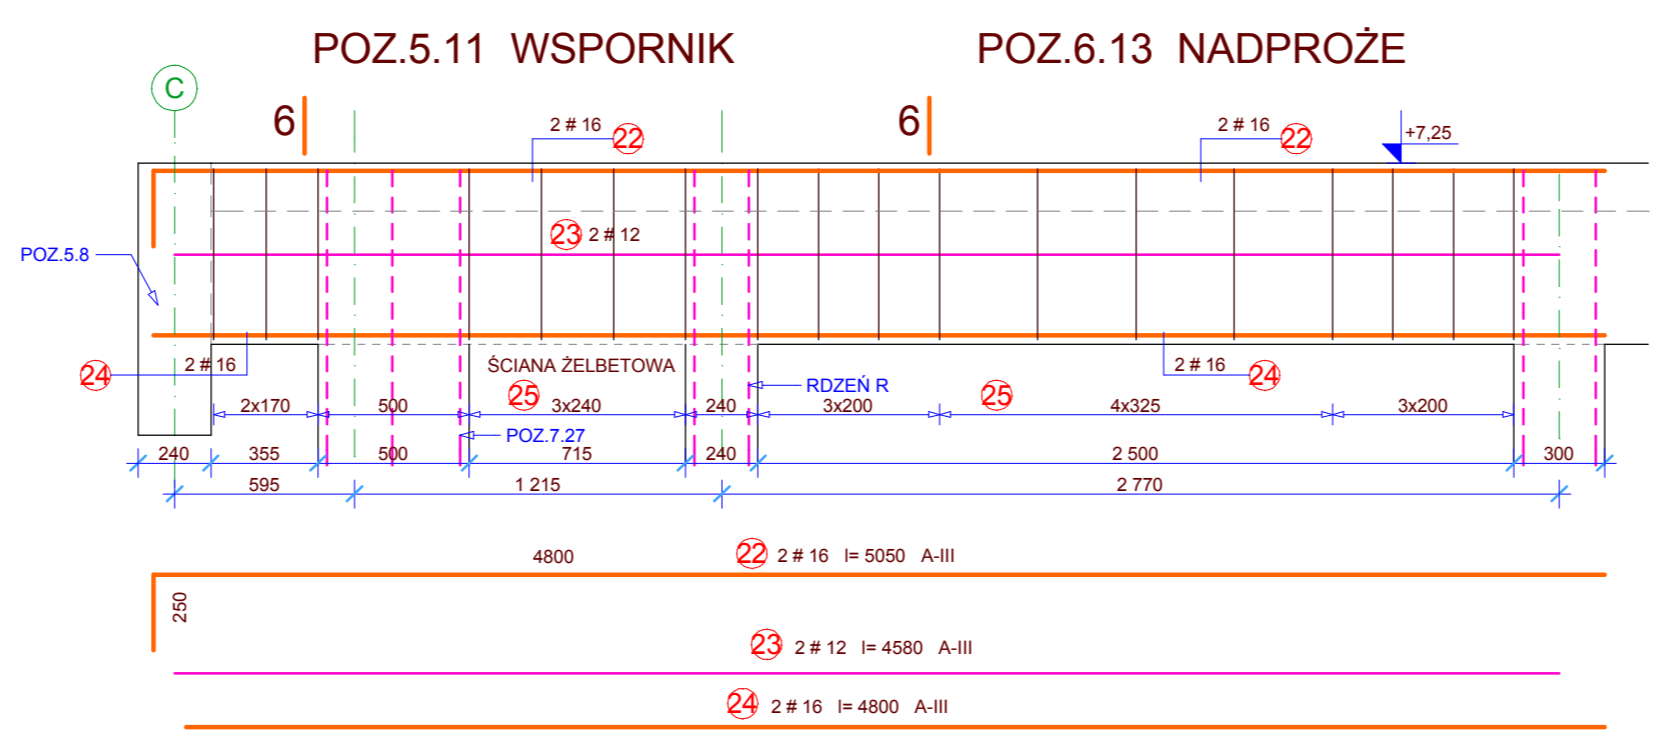 POZ.5.11 WSPORNIK
POZ.6.13 NADPROŻE
C
6
2 # 16
22
6
2 # 16
22
+7,25
23
2 # 12
POZ.5.8
24
2 # 16
ŚCIANA ŻELBETOWA
2 # 16
24
RDZEŃ R
25
25
2x170
500
3x240
240
3x200
4x325
3x200
POZ.7.27
240
355
500
715
240
2 500
300
595
1 215
2 770
4800
22
2 # 16 l= 5050 A-III
250
23
2 # 12 l= 4580 A-III
24
2 # 16 l= 4800 A-III